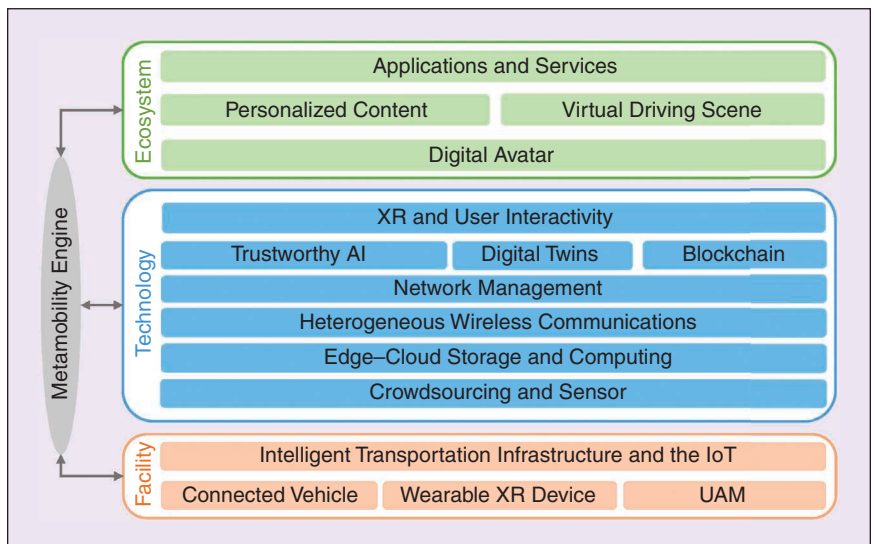 Metamobility Engine
Ecosystem
Applications and Services
Personalized Content
Virtual Driving Scene
Digital Avatar
Technology
XR and User Interactivity
Trustworthy AI
Digital Twins
Blockchain
Network Management
Heterogeneous Wireless Communications
Edge–Cloud Storage and Computing
Crowdsourcing and Sensor
Facility
Intelligent Transportation Infrastructure and the IoT
Connected Vehicle
Wearable XR Device
UAM